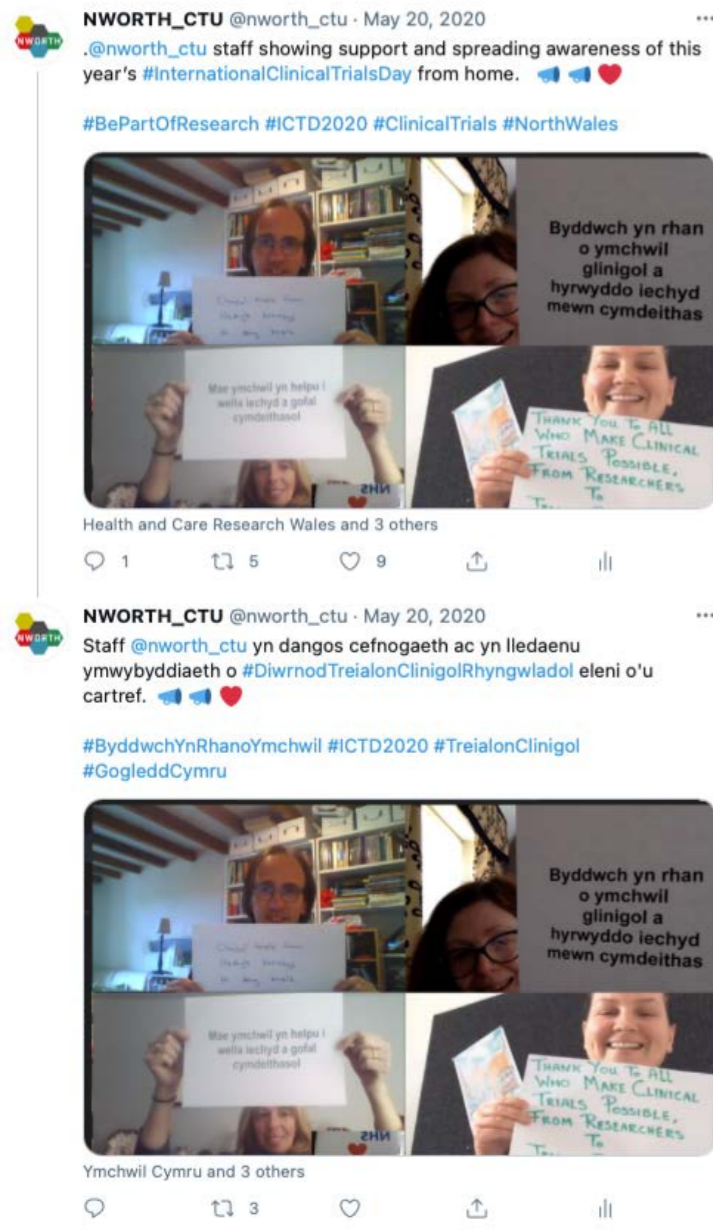 NWORTH_CTU @nworth_ctu · May 20, 2020
NWORTH
.@nworth_ctu staff showing support and spreading awareness of this
year's #InternationalClinicalTrialsDay from home.
#BePartOfResearch #ICTD2020 #ClinicalTrials #NorthWales
Byddwch yn rhan
o ymchwil
glinigol a
hyrwyddo iechyd
mewn cymdeithas
Mae ymchwil yn helpu i
wella iechyd a gofal
cymdeithasol
NHS
THANK YOU TO ALL
WHO MAKE CLINICAL
TRIALS POSSIBLE,
FROM RESEARCHERS
TO
Health and Care Research Wales and 3 others
1 5 9
NWORTH_CTU @nworth_ctu · May 20, 2020
NWORTH
Staff @nworth_ctu yn dangos cefnogaeth ac yn lledaenu
ymwybyddiaeth o #DiwrnodTreialonClinigolRhyngwladol eleni o'u
cartref.
#ByddwchYnRhanoYmchwil #ICTD2020 #TreialonClinigol
#GogleddCymru
Byddwch yn rhan
o ymchwil
glinigol a
hyrwyddo iechyd
mewn cymdeithas
Mae ymchwil yn helpu i
wella iechyd a gofal
cymdeithasol
NHS
THANK YOU TO ALL
WHO MAKE CLINICAL
TRIALS POSSIBLE,
FROM RESEARCHERS
TO
Ymchwil Cymru and 3 others
3